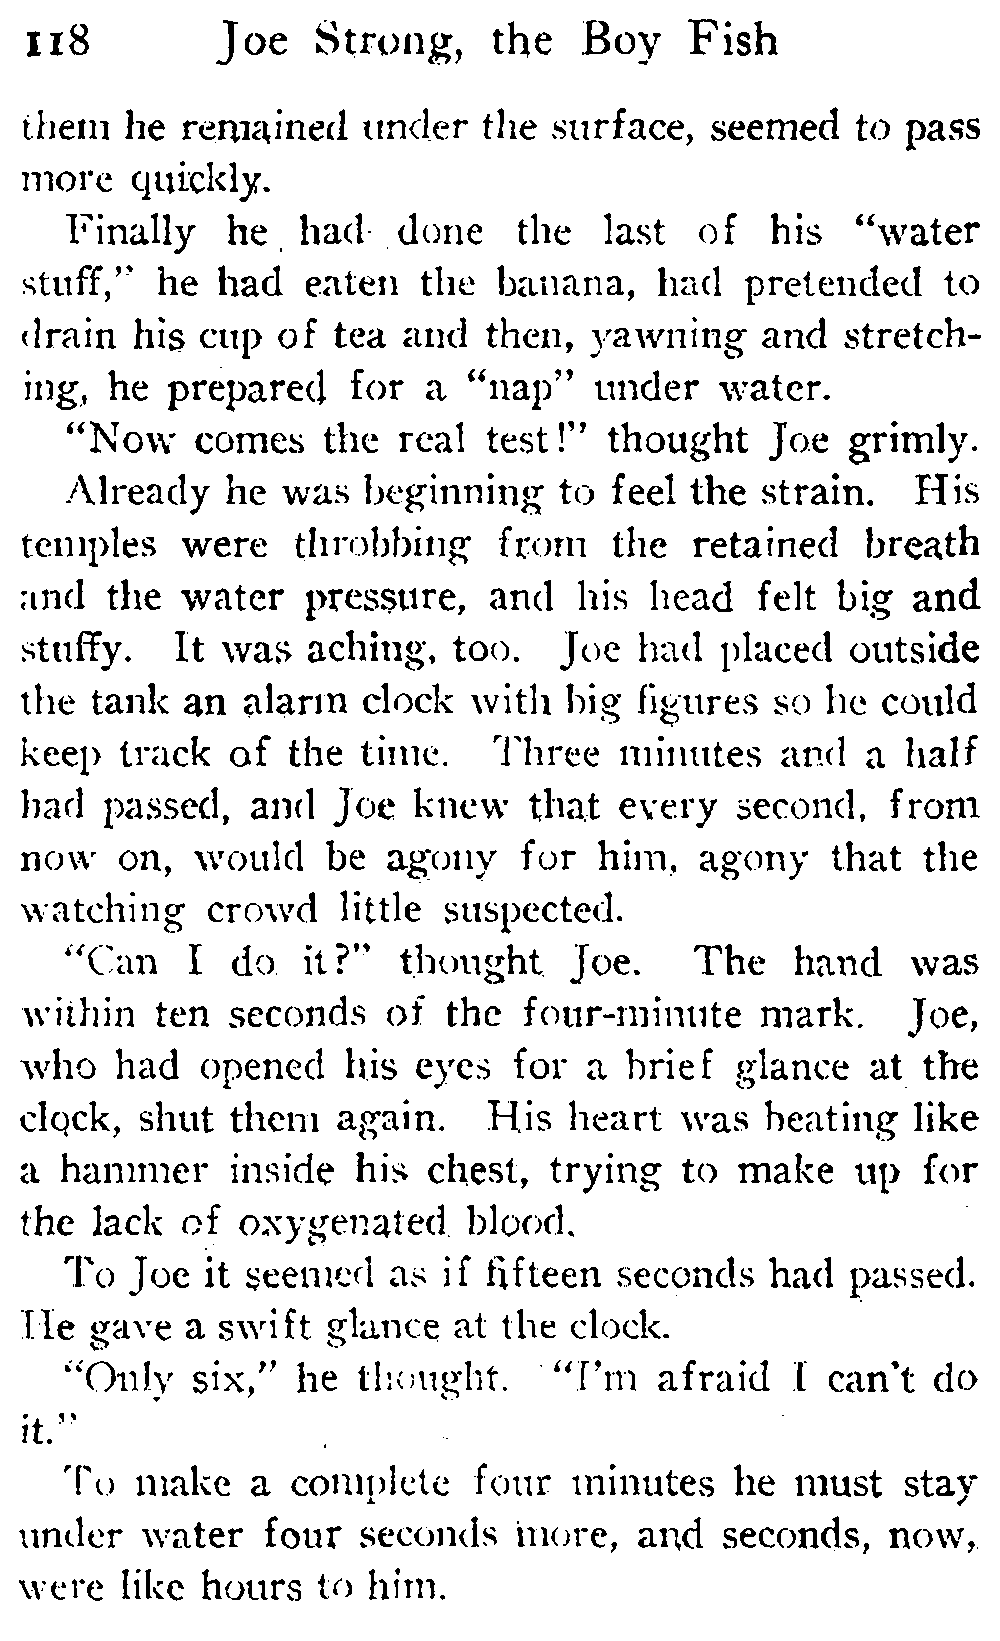 118 Joe Strong, the Boy Fish
them he remained under the surface, seemed to pass
more quickly.
Finally he had done the last of his "water
stuff," he had eaten the banana, had pretended to
drain his cup of tea and then, yawning and stretch-
ing, he prepared for a "nap" under water.
"Now comes the real test!" thought Joe grimly.
Already he was beginning to feel the strain. His
temples were throbbing from the retained breath
and the water pressure, and his head felt big and
stuffy. It was aching, too. Joe had placed outside
the tank an alarm clock with big figures so he could
keep track of the time. Three minutes and a half
had passed, and Joe knew that every second, from
now on, would be agony for him, agony that the
watching crowd little suspected.
"Can I do it?" thought Joe. The hand was
within ten seconds of the four-minute mark. Joe,
who had opened his eyes for a brief glance at the
clock, shut them again. His heart was beating like
a hammer inside his chest, trying to make up for
the lack of oxygenated blood.
To Joe it seemed as if fifteen seconds had passed.
He gave a swift glance at the clock.
"Only six," he thought. "I'm afraid I can't do
it."
To make a complete four minutes he must stay
under water four seconds more, and seconds, now,
were like hours to him.